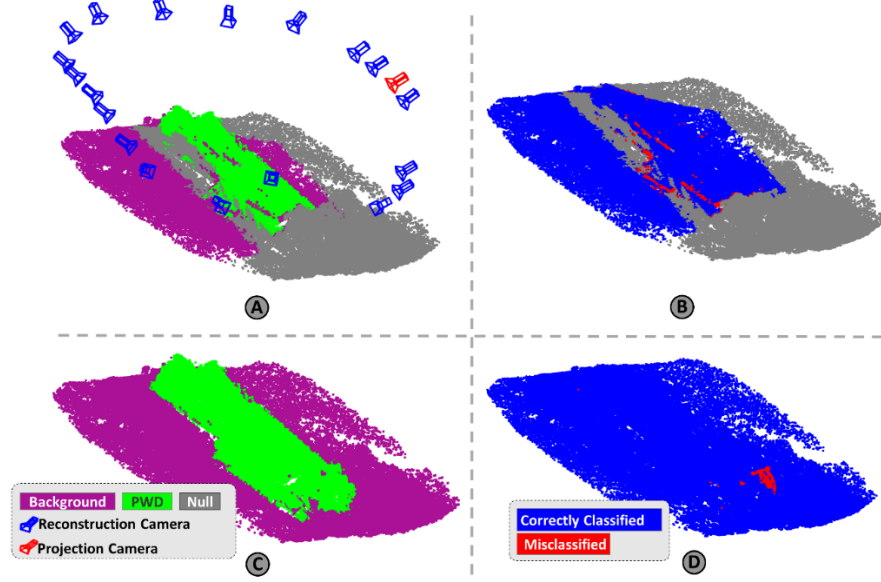 A
B
Background PWD Null
Reconstruction Camera
Projection Camera
C
Correctly Classified
Misclassified
D